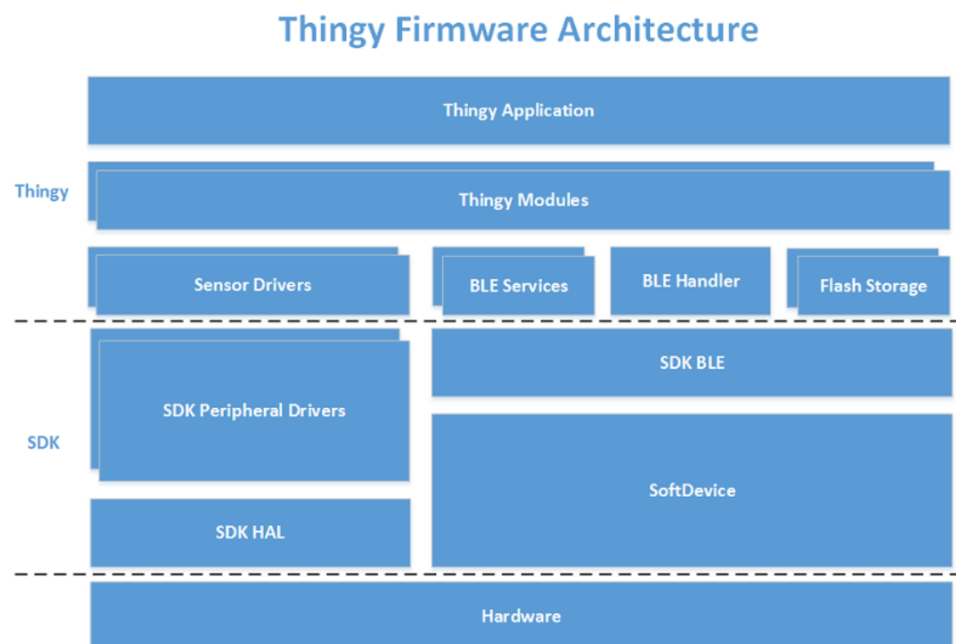 Thingy Firmware Architecture
Thingy Application
Thingy
Thingy Modules
Sensor Drivers
BLE Services
BLE Handler
Flash Storage
SDK BLE
SDK Peripheral Drivers
SDK
SoftDevice
SDK HAL
Hardware